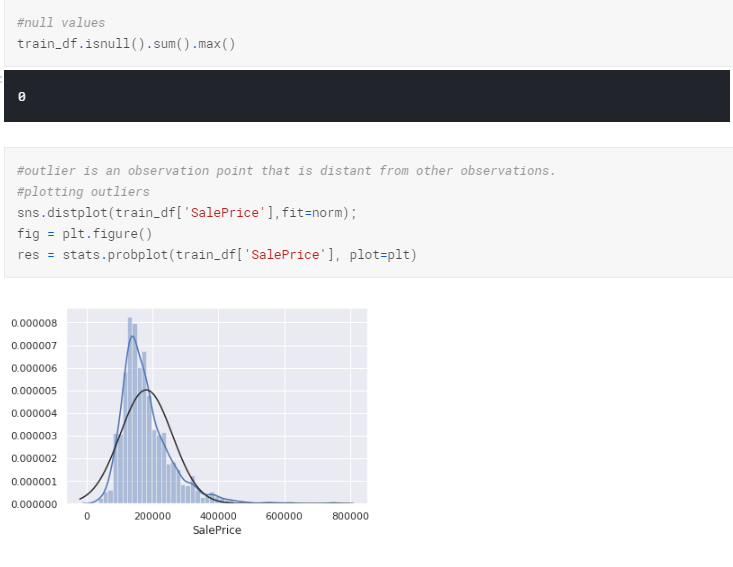 #null values
train_df.isnull().sum().max()
0
#outlier is an observation point that is distant from other observations.
#plotting outliers
sns.distplot(train_df['SalePrice'],fit=norm);
fig = plt.figure()
res = stats.probplot(train_df['SalePrice'], plot=plt)
0.000008
0.000007
0.000006
0.000005
0.000004
0.000003
0.000002
0.000001
0.000000
0 200000 400000 600000 800000
SalePrice